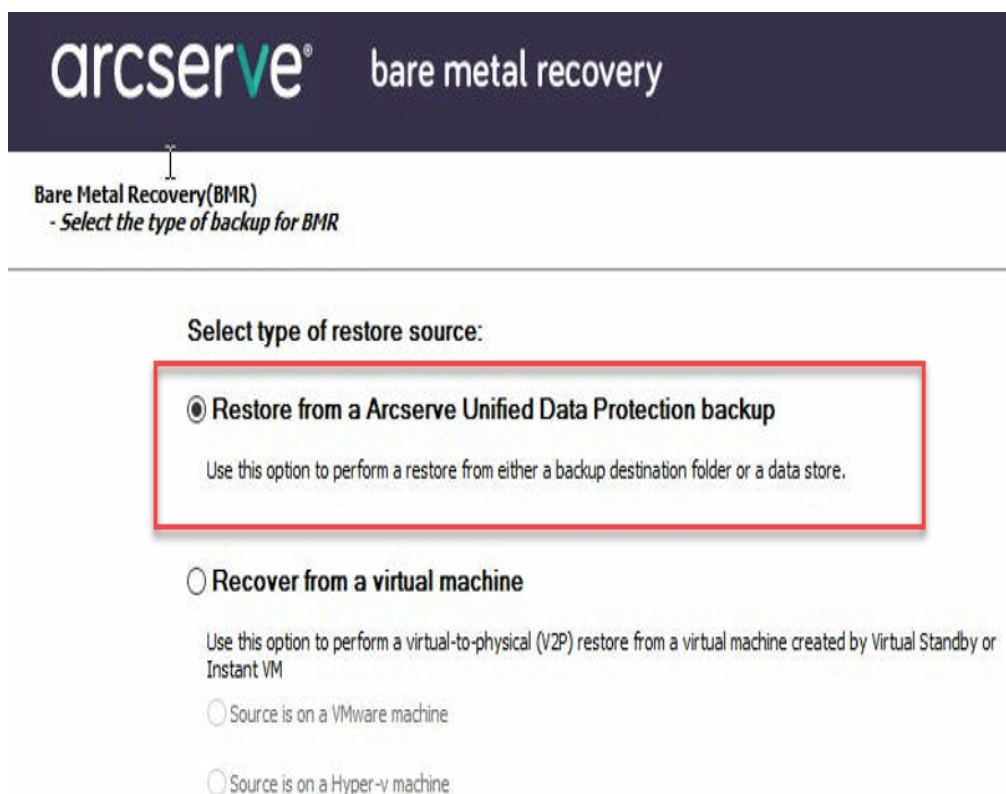 arcserve® bare metal recovery
Bare Metal Recovery(BMR)
- Select the type of backup for BMR
Select type of restore source:
Restore from a Arcserve Unified Data Protection backup
Use this option to perform a restore from either a backup destination folder or a data store.
Recover from a virtual machine
Use this option to perform a virtual-to-physical (V2P) restore from a virtual machine created by Virtual Standby or
Instant VM
Source is on a VMware machine
Source is on a Hyper-v machine